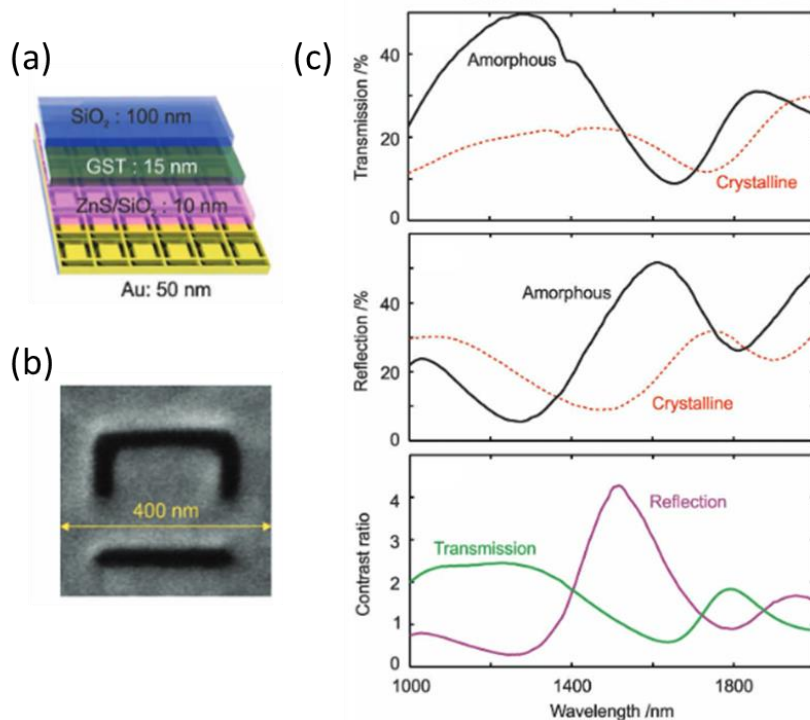 (a)
SiO₂ : 100 nm
GST : 15 nm
ZnS/SiO₂ : 10 nm
Au: 50 nm
(b)
400 nm
(c)
Transmission /%
40
20
0
Amorphous
Crystalline
Reflection /%
40
20
0
Amorphous
Crystalline
Contrast ratio
4
3
2
1
0
Reflection
Transmission
1000
1400
1800
Wavelength /nm